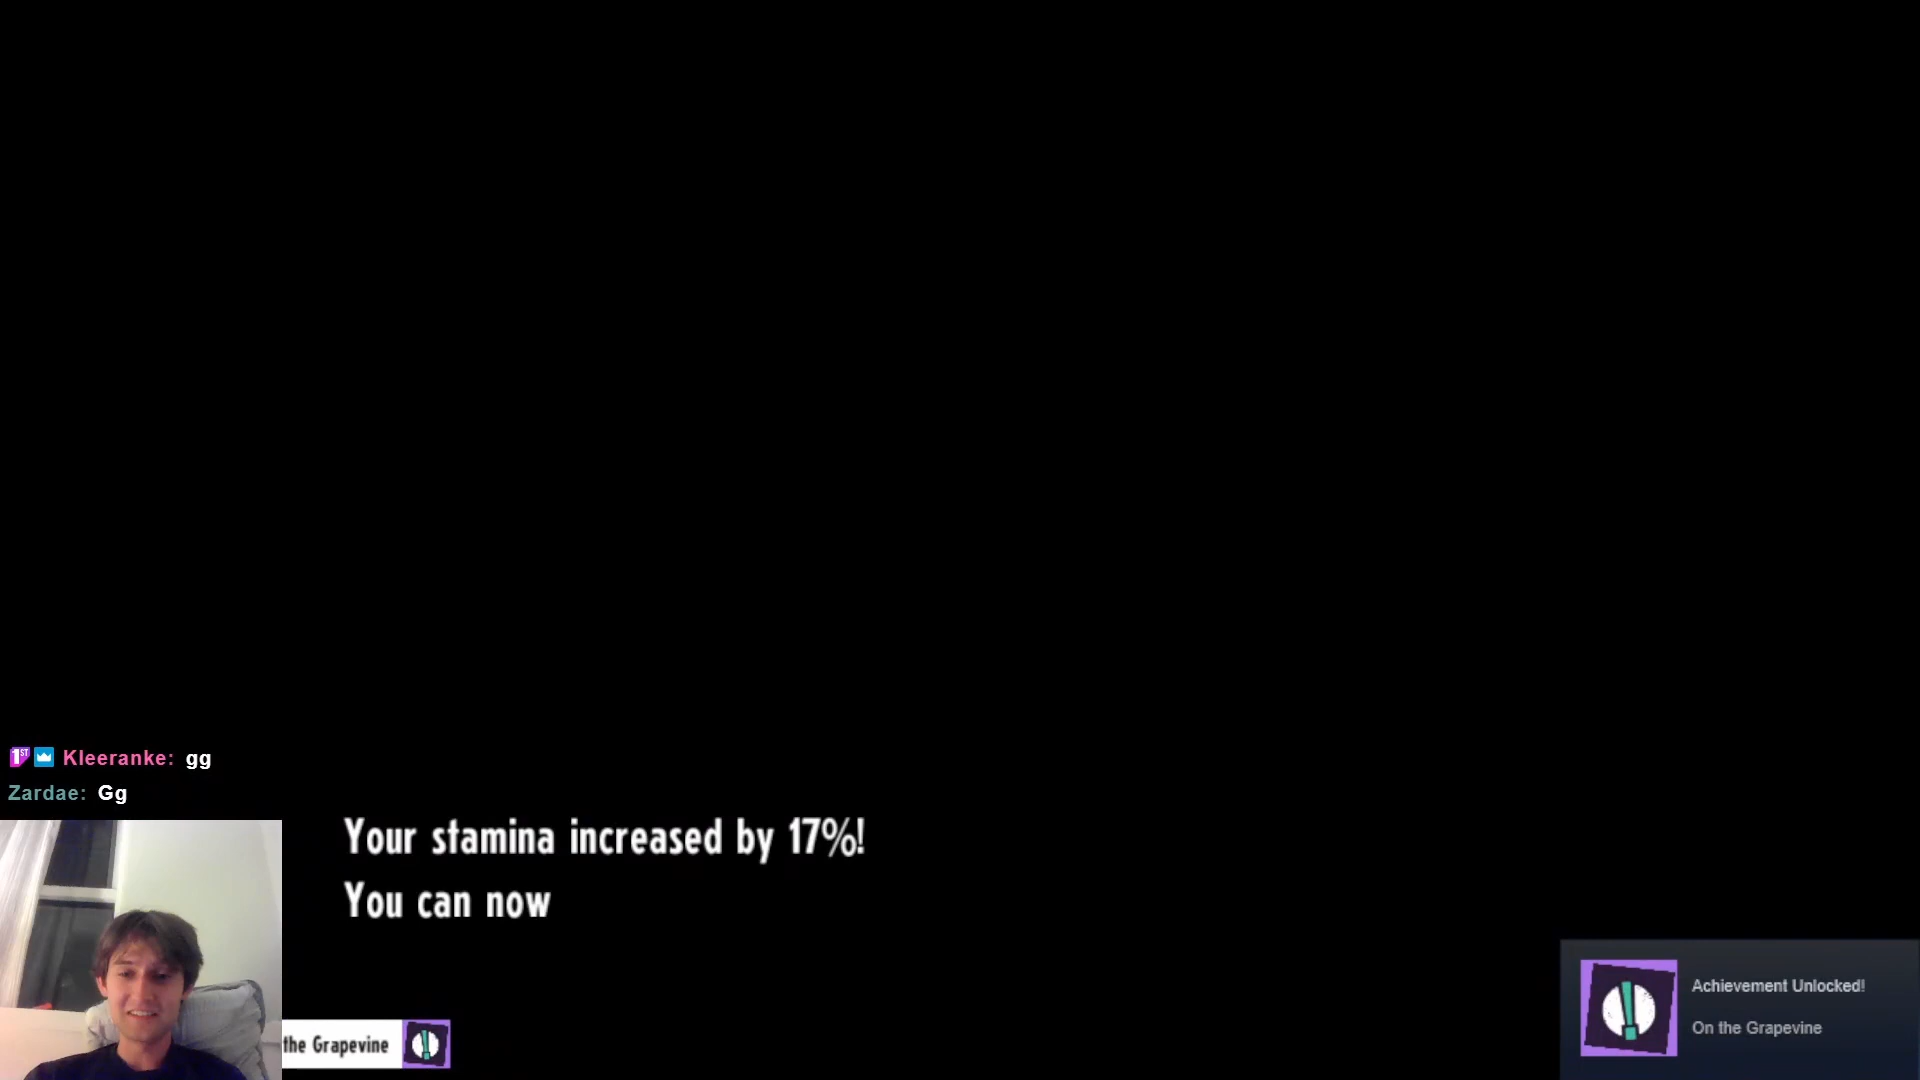 Kleeranke: gg
Zardae: Gg
Your stamina increased by 17%!
You can now
the Grapevine
Achievement Unlocked!
On the Grapevine